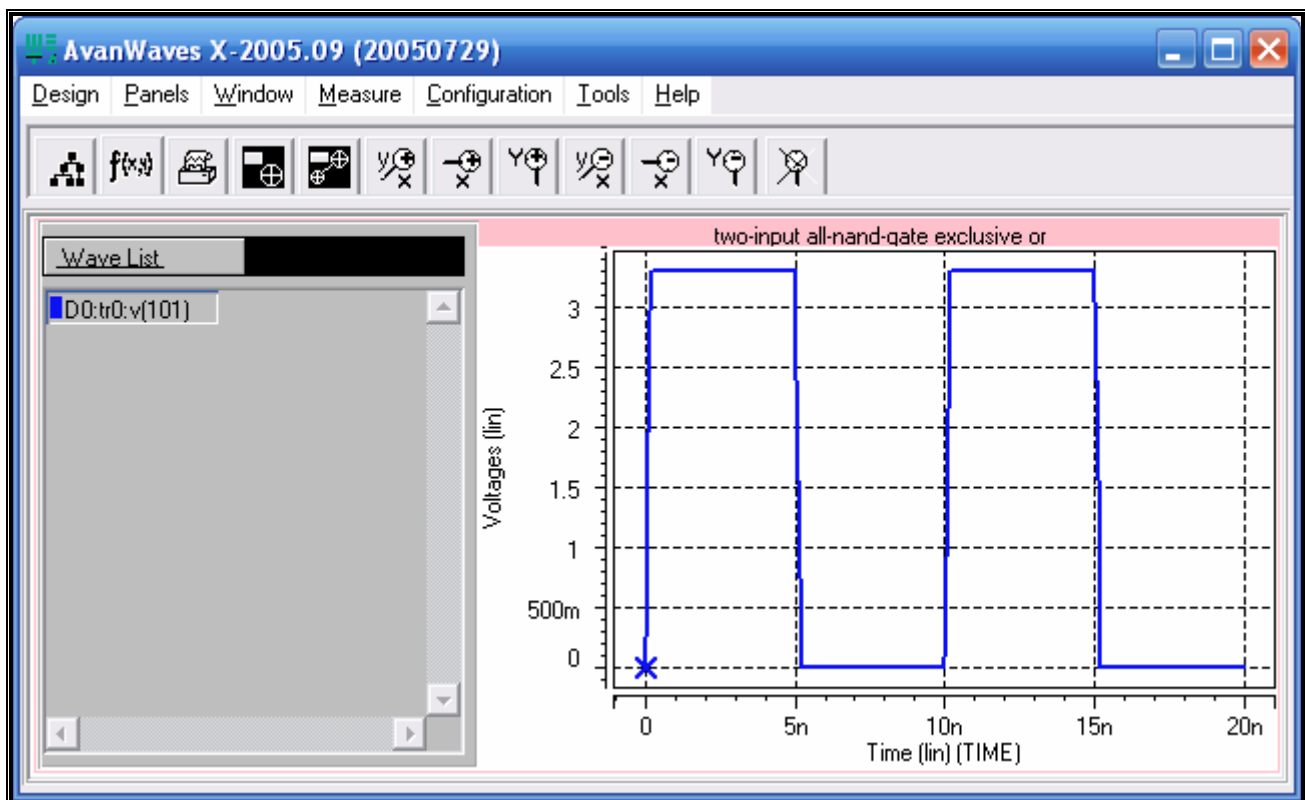 AvanWaves X-2005.09 (20050729)
Design Panels Window Measure Configuration Tools Help
f(x,y)
y x x Y y x x Y
Wave List
D0:tr0:v(101)
two-input all-nand-gate exclusive or
Voltages (lin)
3
2.5
2
1.5
1
500m
0
0 5n 10n 15n 20n
Time (lin) (TIME)